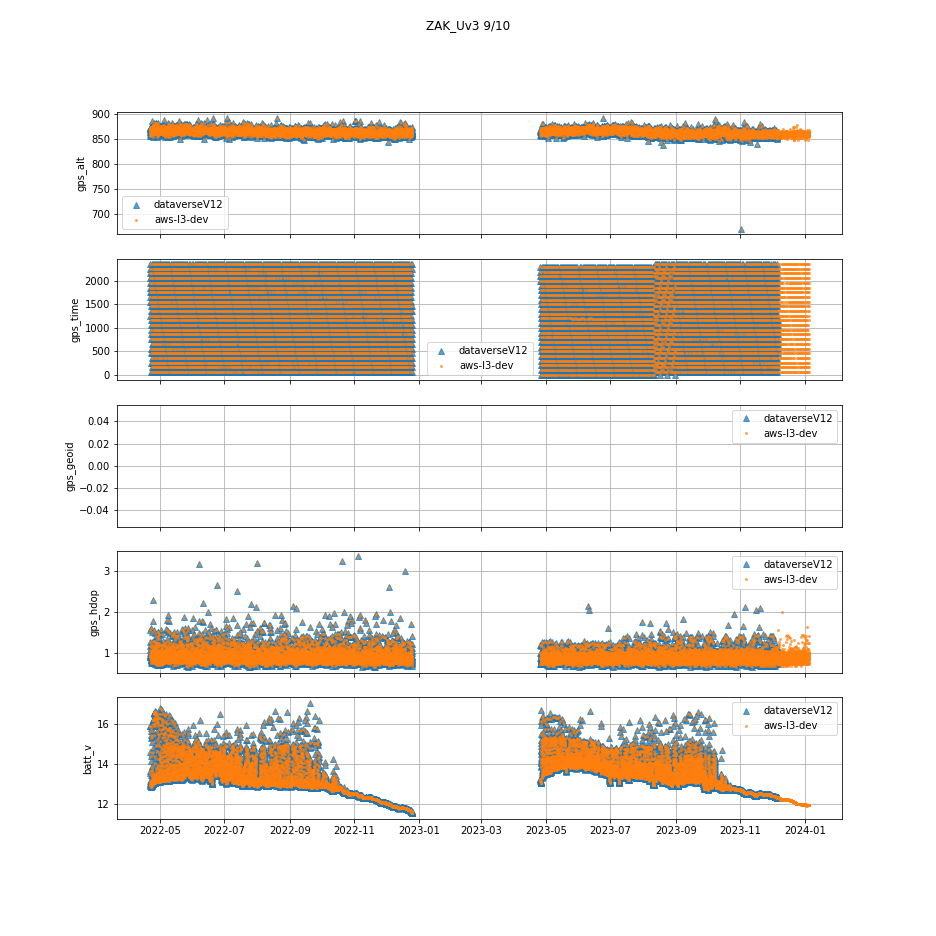 ZAK_Uv3 9/10
900
850
800
750
700
gps_alt
dataverseV12
aws-l3-dev
2000
1500
1000
500
0
gps_time
dataverseV12
aws-l3-dev
0.04
0.02
0.00
−0.02
−0.04
gps_geoid
dataverseV12
aws-l3-dev
3
2
1
gps_hdop
dataverseV12
aws-l3-dev
16
14
12
batt_v
dataverseV12
aws-l3-dev
2022-05 2022-07 2022-09 2022-11 2023-01 2023-03 2023-05 2023-07 2023-09 2023-11 2024-01